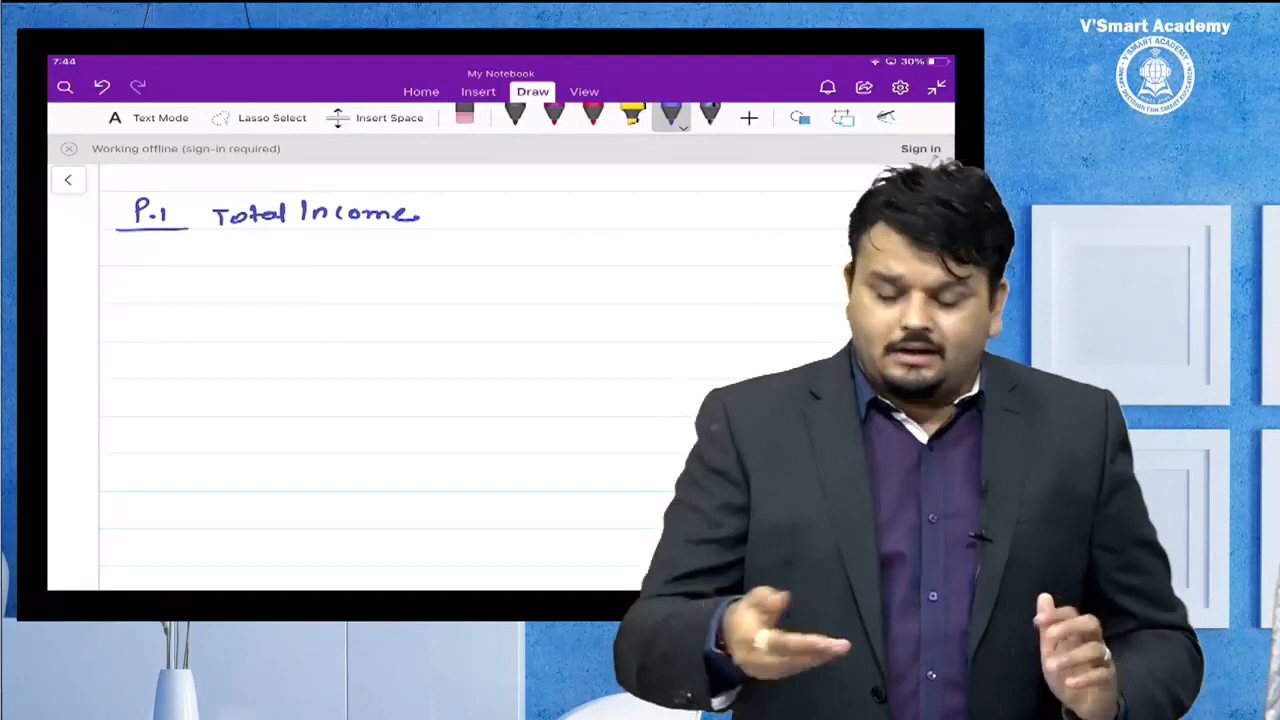 V'Smart Academy
7:44
30%
My Notebook
Home Insert Draw View
Text Mode Lasso Select Insert Space
Working offline (sign-in required) Sign in
P.1 Total Income